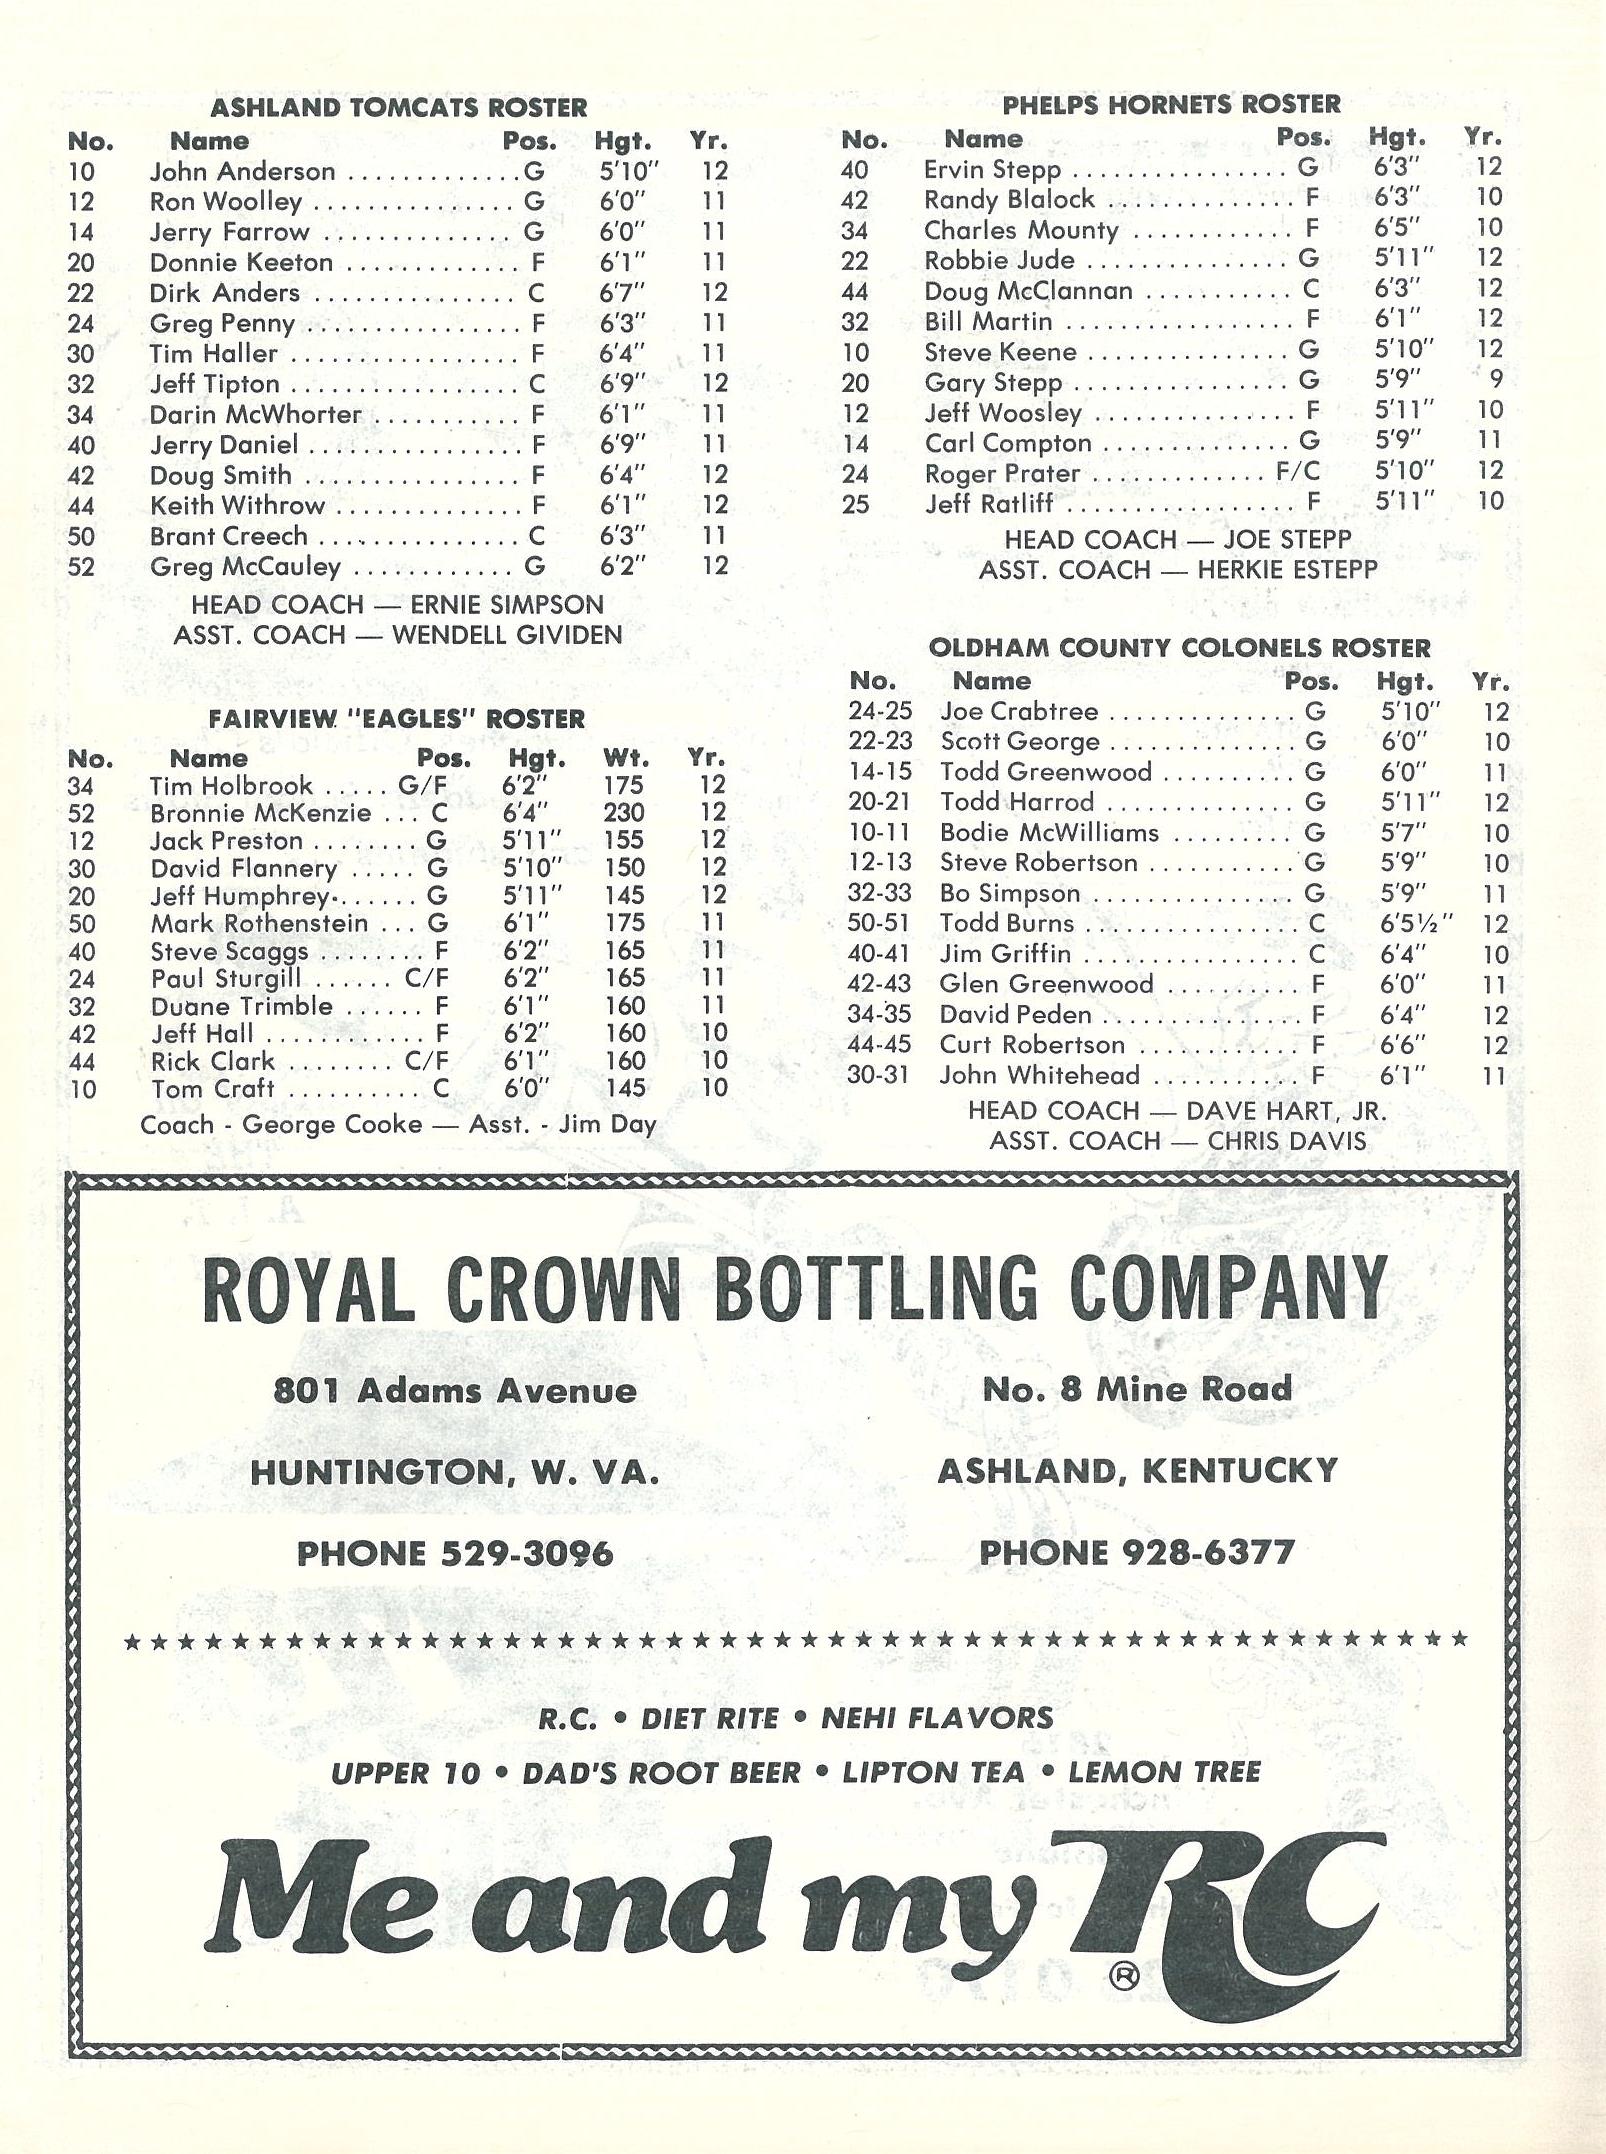 ASHLAND TOMCATS ROSTER
No. Name Pos. Hgt. Yr.
10 John Anderson .............G 5'10" 12
12 Ron Woolley ............... G 6'0" 11
14 Jerry Farrow .............. G 6'0" 11
20 Donnie Keeton ............. F 6'1" 11
22 Dirk Anders ............... C 6'7" 12
24 Greg Penny ................ F 6'3" 11
30 Tim Haller ................. F 6'4" 11
32 Jeff Tipton ................. C 6'9" 12
34 Darin McWhorter ........... F 6'1" 11
40 Jerry Daniel ................ F 6'9" 11
42 Doug Smith ................ F 6'4" 12
44 Keith Withrow .............. F 6'1" 12
50 Brant Creech ............... C 6'3" 11
52 Greg McCauley ............ G 6'2" 12
HEAD COACH — ERNIE SIMPSON
ASST. COACH — WENDELL GIVIDEN
FAIRVIEW "EAGLES" ROSTER
No. Name Pos. Hgt. Wt. Yr.
34 Tim Holbrook ..... G/F 6'2" 175 12
52 Bronnie McKenzie ... C 6'4" 230 12
12 Jack Preston ........ G 5'11" 155 12
30 David Flannery ..... G 5'10" 150 12
20 Jeff Humphrey....... G 5'11" 145 12
50 Mark Rothenstein ... G 6'1" 175 11
40 Steve Scaggs ........ F 6'2" 165 11
24 Paul Sturgill ...... C/F 6'2" 165 11
32 Duane Trimble ...... F 6'1" 160 11
42 Jeff Hall ............ F 6'2" 160 10
44 Rick Clark ........ C/F 6'1" 160 10
10 Tom Craft .......... C 6'0" 145 10
Coach - George Cooke — Asst. - Jim Day
PHELPS HORNETS ROSTER
No. Name Pos. Hgt. Yr.
40 Ervin Stepp ................ G 6'3" 12
42 Randy Blalock .............. F 6'3" 10
34 Charles Mounty ............ F 6'5" 10
22 Robbie Jude ............... G 5'11" 12
44 Doug McClannan ........... C 6'3" 12
32 Bill Martin ................. F 6'1" 12
10 Steve Keene ............... G 5'10" 12
20 Gary Stepp ................ G 5'9" 9
12 Jeff Woosley ............... F 5'11" 10
14 Carl Compton .............. G 5'9" 11
24 Roger Prater ............. F/C 5'10" 12
25 Jeff Ratliff ................. F 5'11" 10
HEAD COACH — JOE STEPP
ASST. COACH — HERKIE ESTEPP
OLDHAM COUNTY COLONELS ROSTER
No. Name Pos. Hgt. Yr.
24-25 Joe Crabtree .............. G 5'10" 12
22-23 Scott George .............. G 6'0" 10
14-15 Todd Greenwood .......... G 6'0" 11
20-21 Todd Harrod .............. G 5'11" 12
10-11 Bodie McWilliams ......... G 5'7" 10
12-13 Steve Robertson ........... G 5'9" 10
32-33 Bo Simpson ............... G 5'9" 11
50-51 Todd Burns ................ C 6'5½" 12
40-41 Jim Griffin ................ C 6'4" 10
42-43 Glen Greenwood .......... F 6'0" 11
34-35 David Peden ............... F 6'4" 12
44-45 Curt Robertson ............ F 6'6" 12
30-31 John Whitehead ........... F 6'1" 11
HEAD COACH — DAVE HART, JR.
ASST. COACH — CHRIS DAVIS
ROYAL CROWN BOTTLING COMPANY
801 Adams Avenue
HUNTINGTON, W. VA.
PHONE 529-3096
No. 8 Mine Road
ASHLAND, KENTUCKY
PHONE 928-6377
R.C. • DIET RITE • NEHI FLAVORS
UPPER 10 • DAD'S ROOT BEER • LIPTON TEA • LEMON TREE
Me and my RC ®